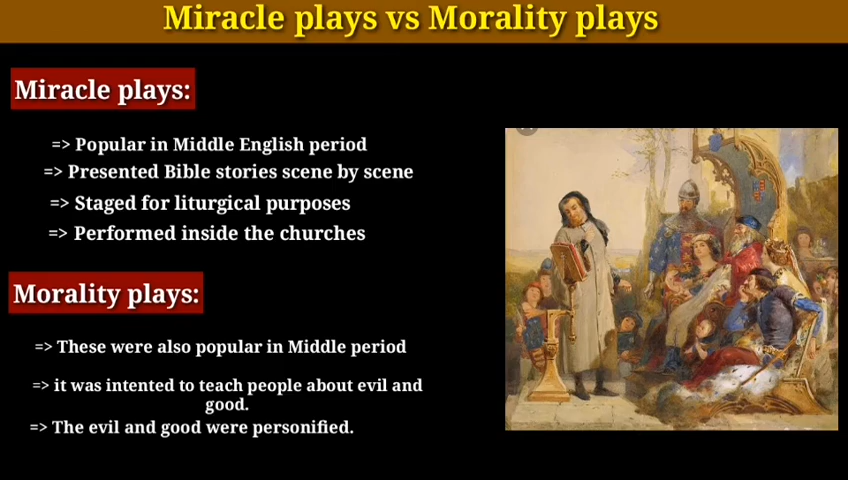 Miracle plays vs Morality plays
Miracle plays:
=> Popular in Middle English period
=> Presented Bible stories scene by scene
=> Staged for liturgical purposes
=> Performed inside the churches
Morality plays:
=> These were also popular in Middle period
=> it was intented to teach people about evil and
good.
=> The evil and good were personified.